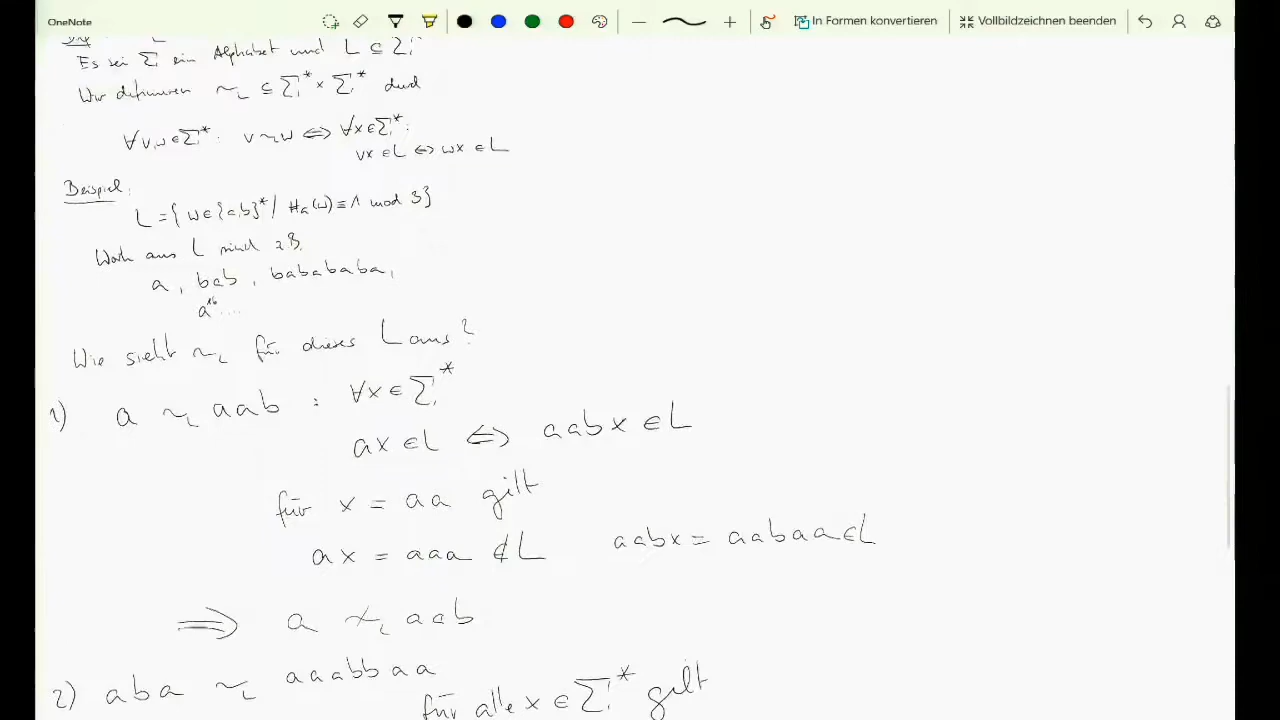 OneNote
In Formen konvertieren
Vollbildzeichnen beenden
Es sei Σ ein Alphabet und L ⊆ Σ*
Wir definieren ~L ⊆ Σ* × Σ* durch
∀v,w∈Σ*: v~w ⇔ ∀x∈Σ*:
vx∈L ⇔ wx∈L
Beispiel:
L={w∈{a,b}* / #a(w)≡1 mod 3}
Worte aus L sind z.B.
a, bab, babababa,
a¹⁶....
Wie sieht ~L für dieses L aus?
1) a ~L aab : ∀x∈Σ*
ax∈L ⇔ aabx∈L
für x = aa gilt
ax = aaa ∉ L aabx = aabaa∈L
⇒ a ≁L aab
2) aba ~L aaabbaa
für alle x∈Σ* gilt